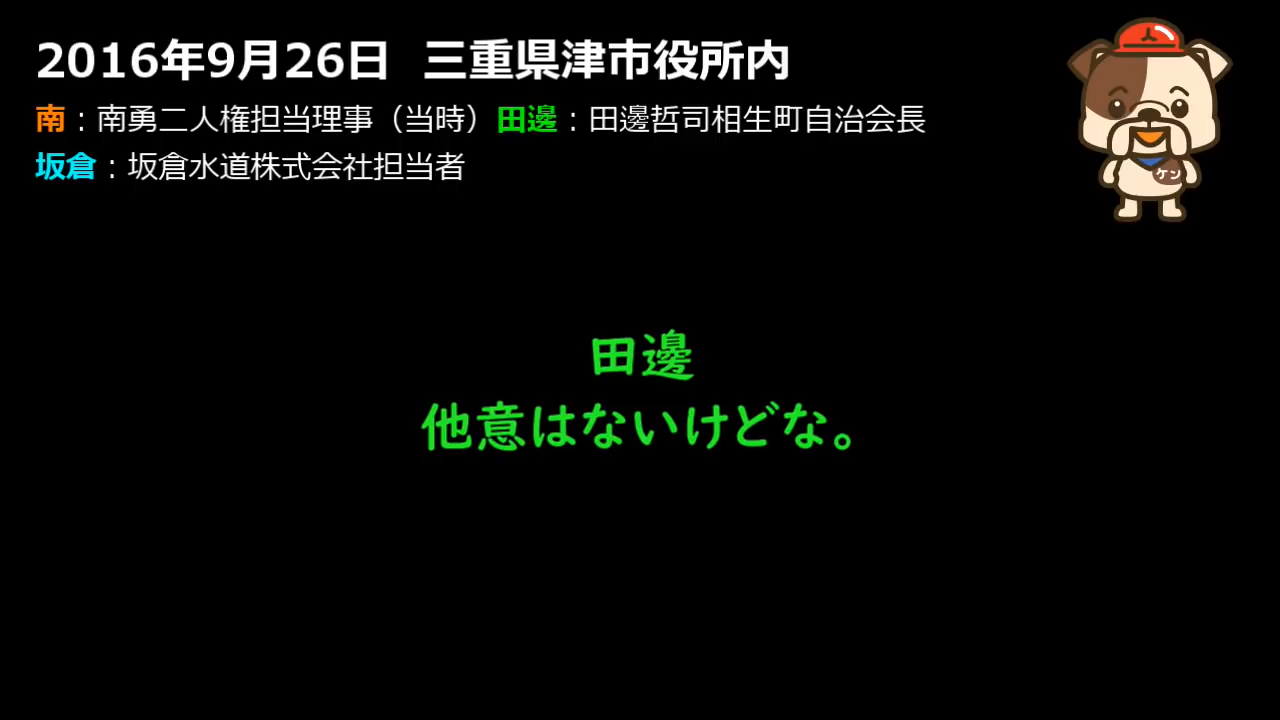 2016年9月26日 三重県津市役所内
南：南勇二人権担当理事（当時）田邊：田邊哲司相生町自治会長
坂倉：坂倉水道株式会社担当者
人
ケン
田邊
他意はないけどな。